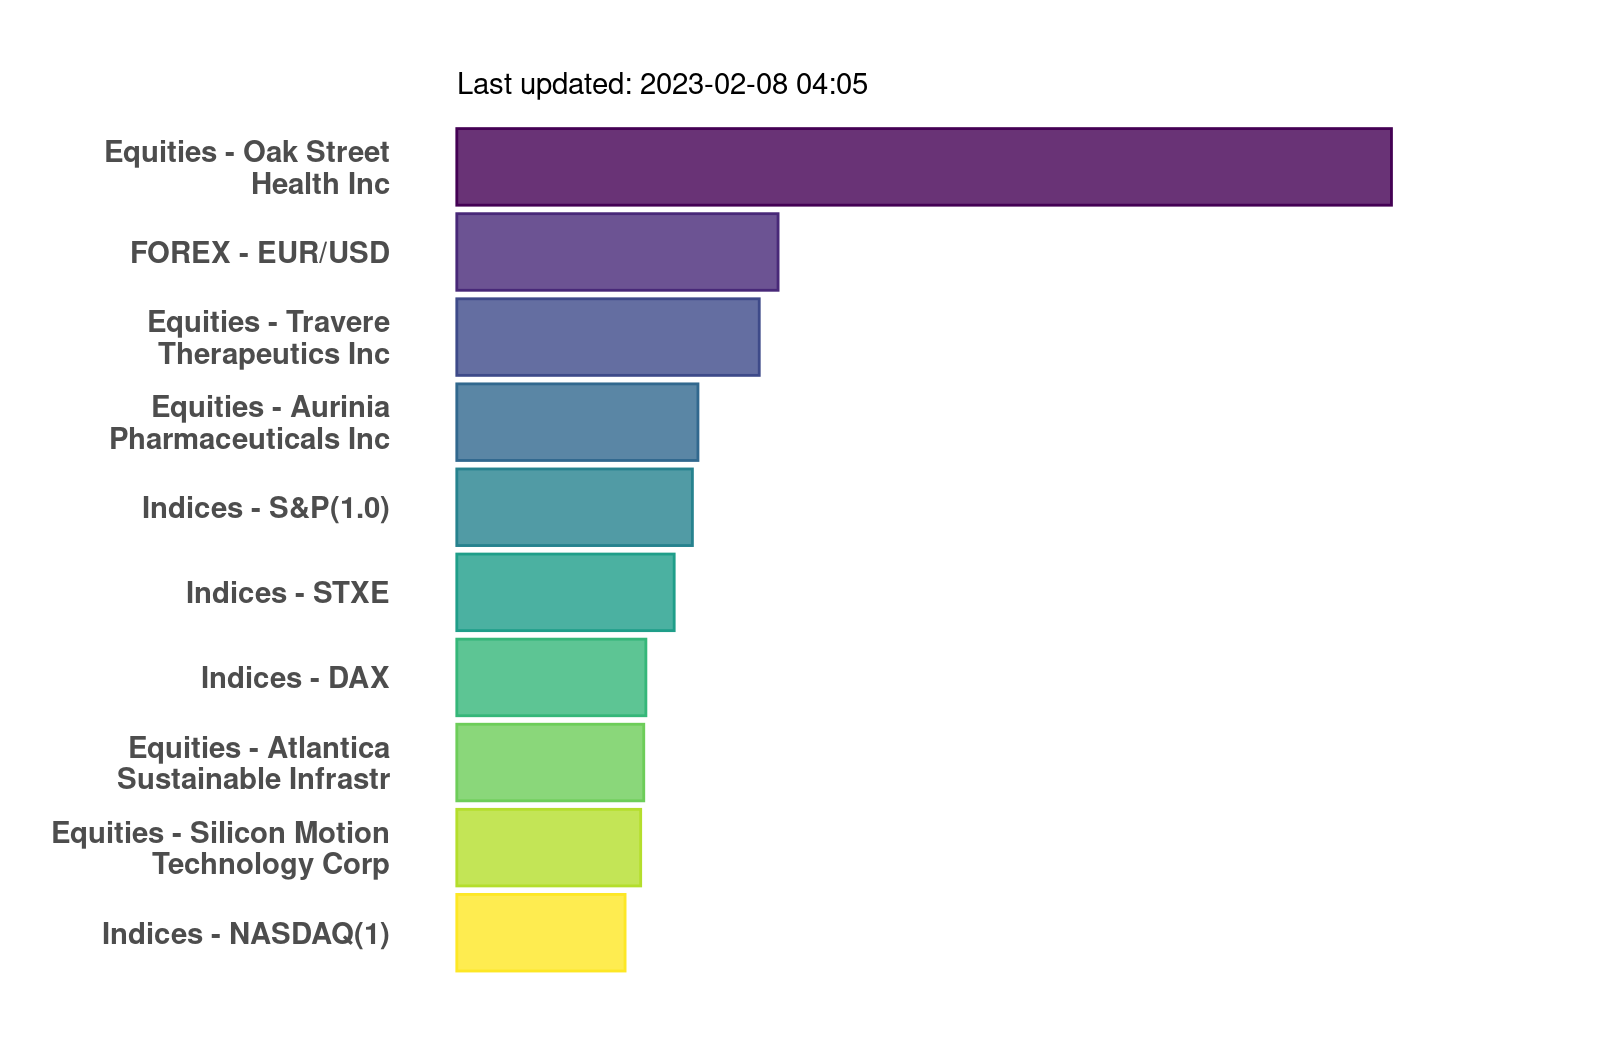 Last updated: 2023-02-08 04:05
Equities - Oak Street
Health Inc
FOREX - EUR/USD
Equities - Travere
Therapeutics Inc
Equities - Aurinia
Pharmaceuticals Inc
Indices - S&P(1.0)
Indices - STXE
Indices - DAX
Equities - Atlantica
Sustainable Infrastr
Equities - Silicon Motion
Technology Corp
Indices - NASDAQ(1)